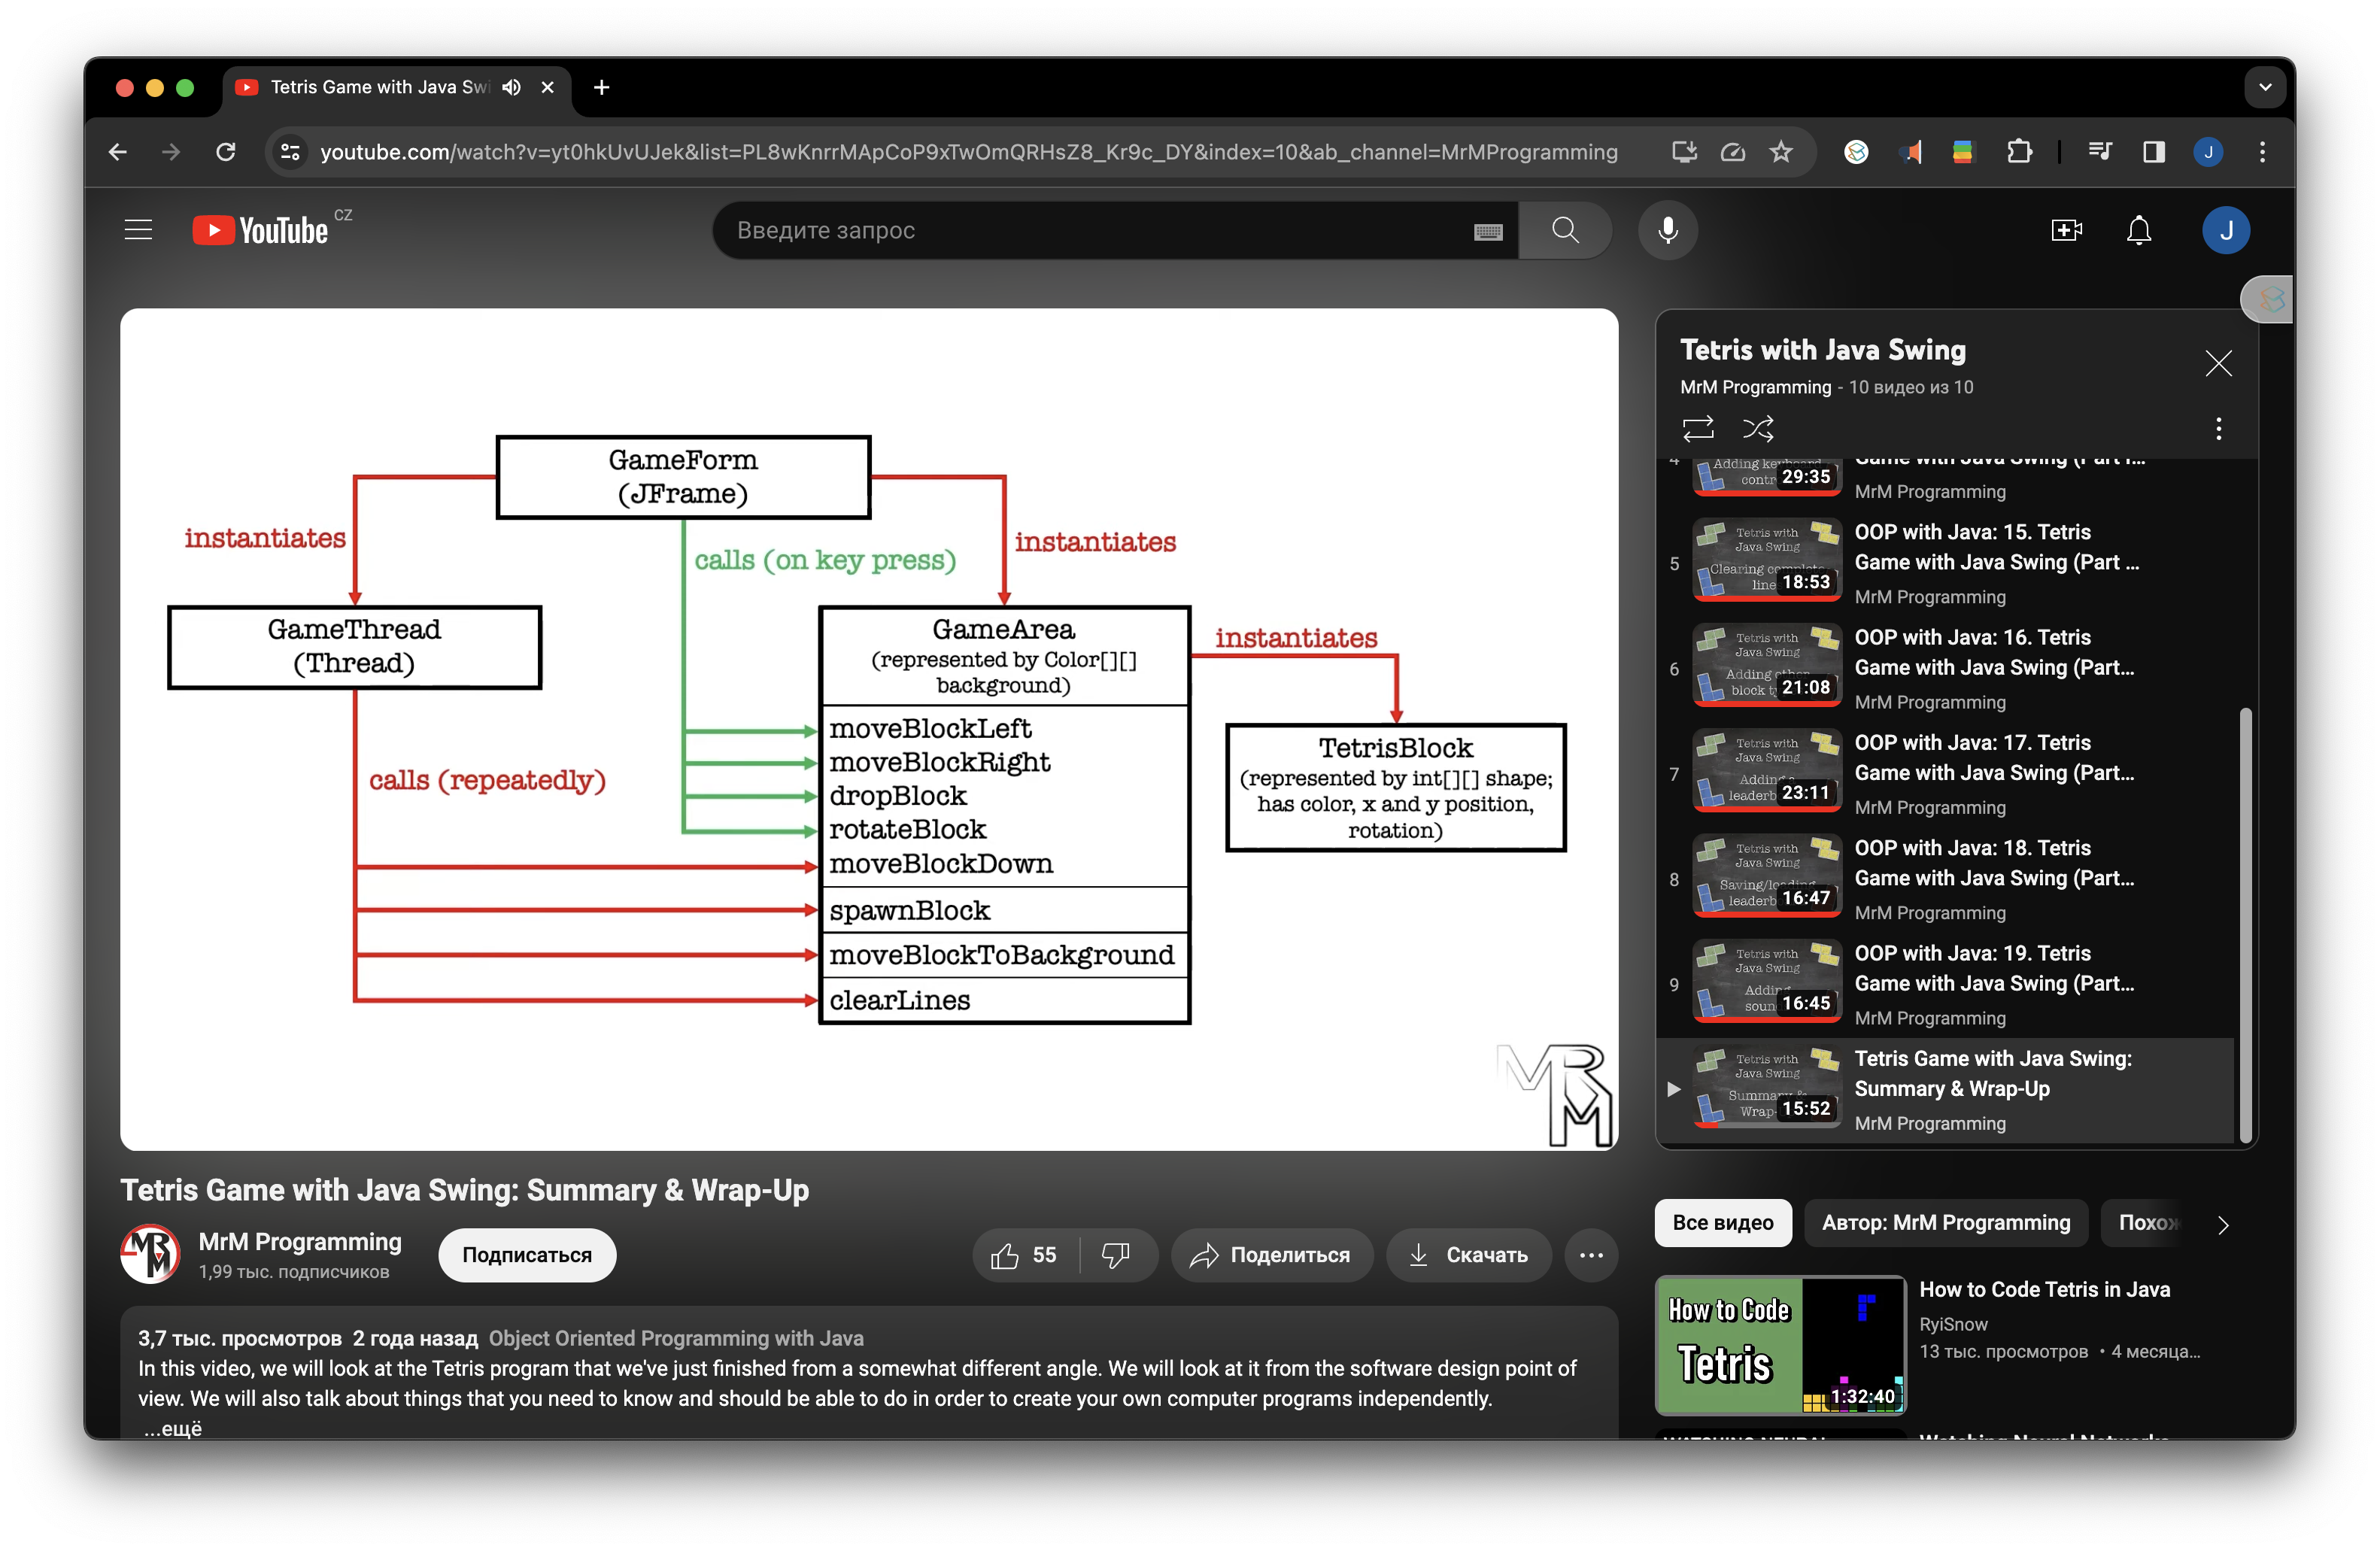 Tetris Game with Java Swi
youtube.com/watch?v=yt0hkUvUJek&list=PL8wKnrrMApCoP9xTwOmQRHsZ8_Kr9c_DY&index=10&ab_channel=MrMProgramming
J
YouTube CZ
Введите запрос
J
GameForm
(JFrame)
instantiates
calls (on key press)
instantiates
GameThread
(Thread)
GameArea
(represented by Color[][]
background)
instantiates
moveBlockLeft
moveBlockRight
dropBlock
rotateBlock
moveBlockDown
spawnBlock
moveBlockToBackground
clearLines
calls (repeatedly)
TetrisBlock
(represented by int[][] shape;
has color, x and y position,
rotation)
MRM
Tetris with Java Swing
MrM Programming - 10 видео из 10
4
Adding
29:35
Game with Java Swing (Part
MrM Programming
5
Tetris with
Java Swing
Clearing complete
line
18:53
OOP with Java: 15. Tetris
Game with Java Swing (Part ...
MrM Programming
6
Tetris with
Java Swing
Adding other
block
21:08
OOP with Java: 16. Tetris
Game with Java Swing (Part...
MrM Programming
7
Tetris with
Java Swing
Adding a
leaderb
23:11
OOP with Java: 17. Tetris
Game with Java Swing (Part...
MrM Programming
8
Tetris with
Java Swing
Saving/loading
leaderb
16:47
OOP with Java: 18. Tetris
Game with Java Swing (Part...
MrM Programming
9
Tetris with
Java Swing
Adding
soun
16:45
OOP with Java: 19. Tetris
Game with Java Swing (Part...
MrM Programming
Tetris with
Java Swing
Summary &
Wrap-
15:52
Tetris Game with Java Swing:
Summary & Wrap-Up
MrM Programming
Tetris Game with Java Swing: Summary & Wrap-Up
MRM
MrM Programming
1,99 тыс. подписчиков
Подписаться
55
Поделиться
Скачать
3,7 тыс. просмотров 2 года назад Object Oriented Programming with Java
In this video, we will look at the Tetris program that we've just finished from a somewhat different angle. We will look at it from the software design point of
view. We will also talk about things that you need to know and should be able to do in order to create your own computer programs independently.
...ещё
Все видео
Автор: MrM Programming
Похож
How to Code
Tetris
1:32:40
How to Code Tetris in Java
RyiSnow
13 тыс. просмотров • 4 месяца...